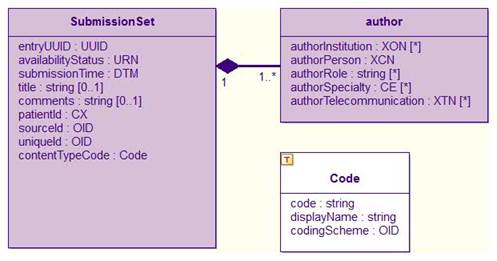 SubmissionSet
entryUUID : UUID
availabilityStatus : URN
submissionTime : DTM
title : string [0..1]
comments : string [0..1]
patientId : CX
sourceId : OID
uniqueId : OID
contentTypeCode : Code
1
1..*
author
authorInstitution : XON [*]
authorPerson : XCN
authorRole : string [*]
authorSpecialty : CE [*]
authorTelecommunication : XTN [*]
T
Code
code : string
displayName : string
codingScheme : OID